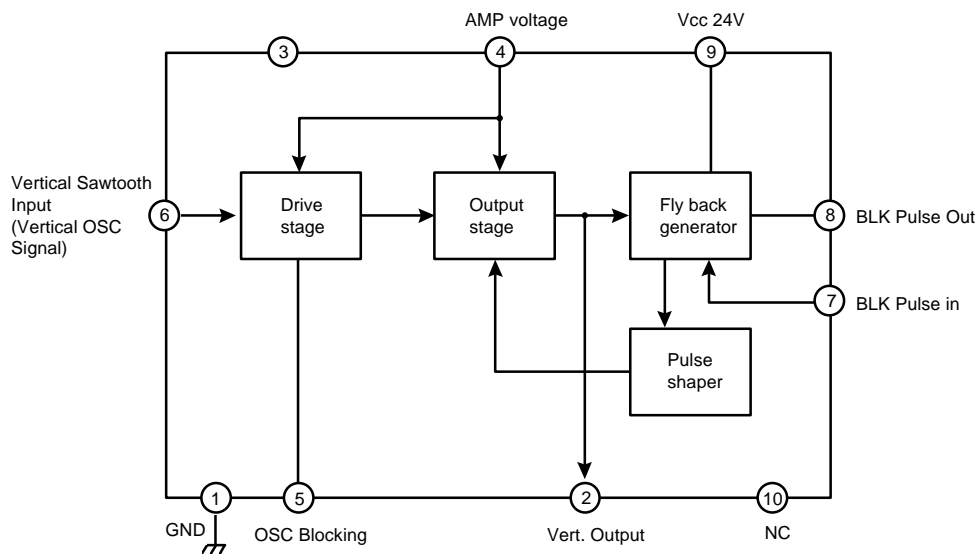 AMP voltage
Vcc 24V
3
4
9
Vertical Sawtooth
Input
(Vertical OSC
Signal)
6
Drive
stage
Output
stage
Fly back
generator
8
BLK Pulse Out
7
BLK Pulse in
Pulse
shaper
1
5
2
10
GND
OSC Blocking
Vert. Output
NC